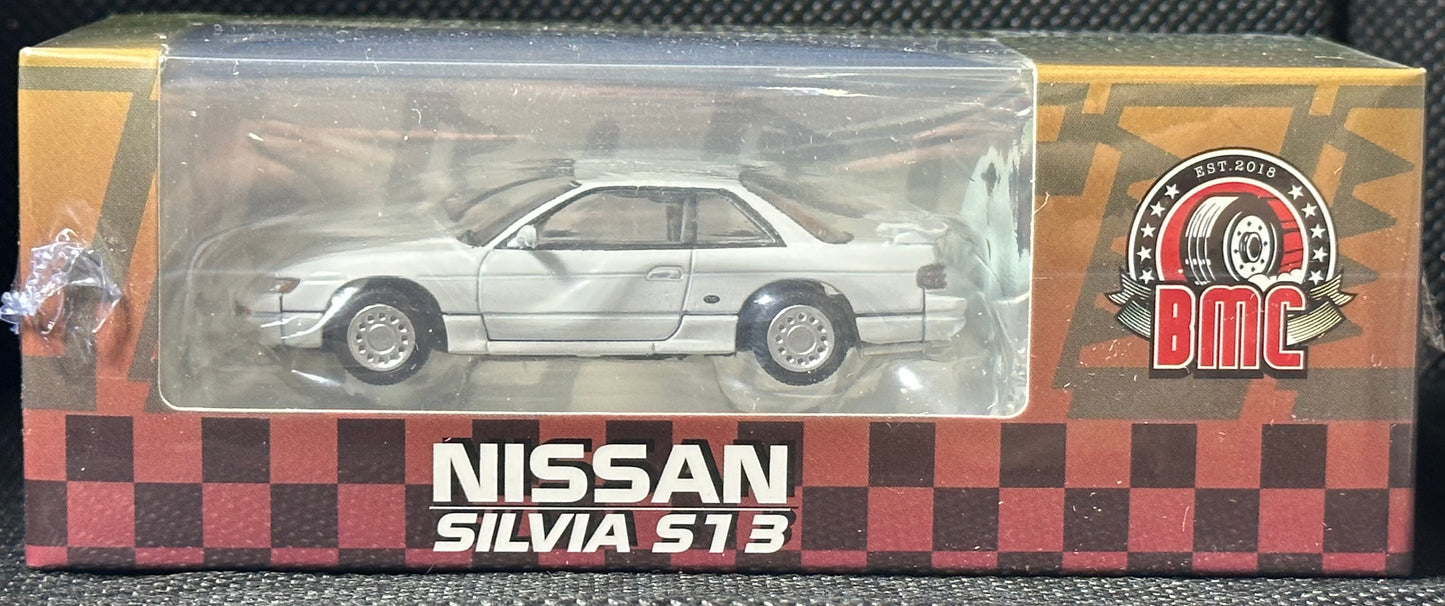 EST.2018
BMC
NISSAN
SILVIA S13